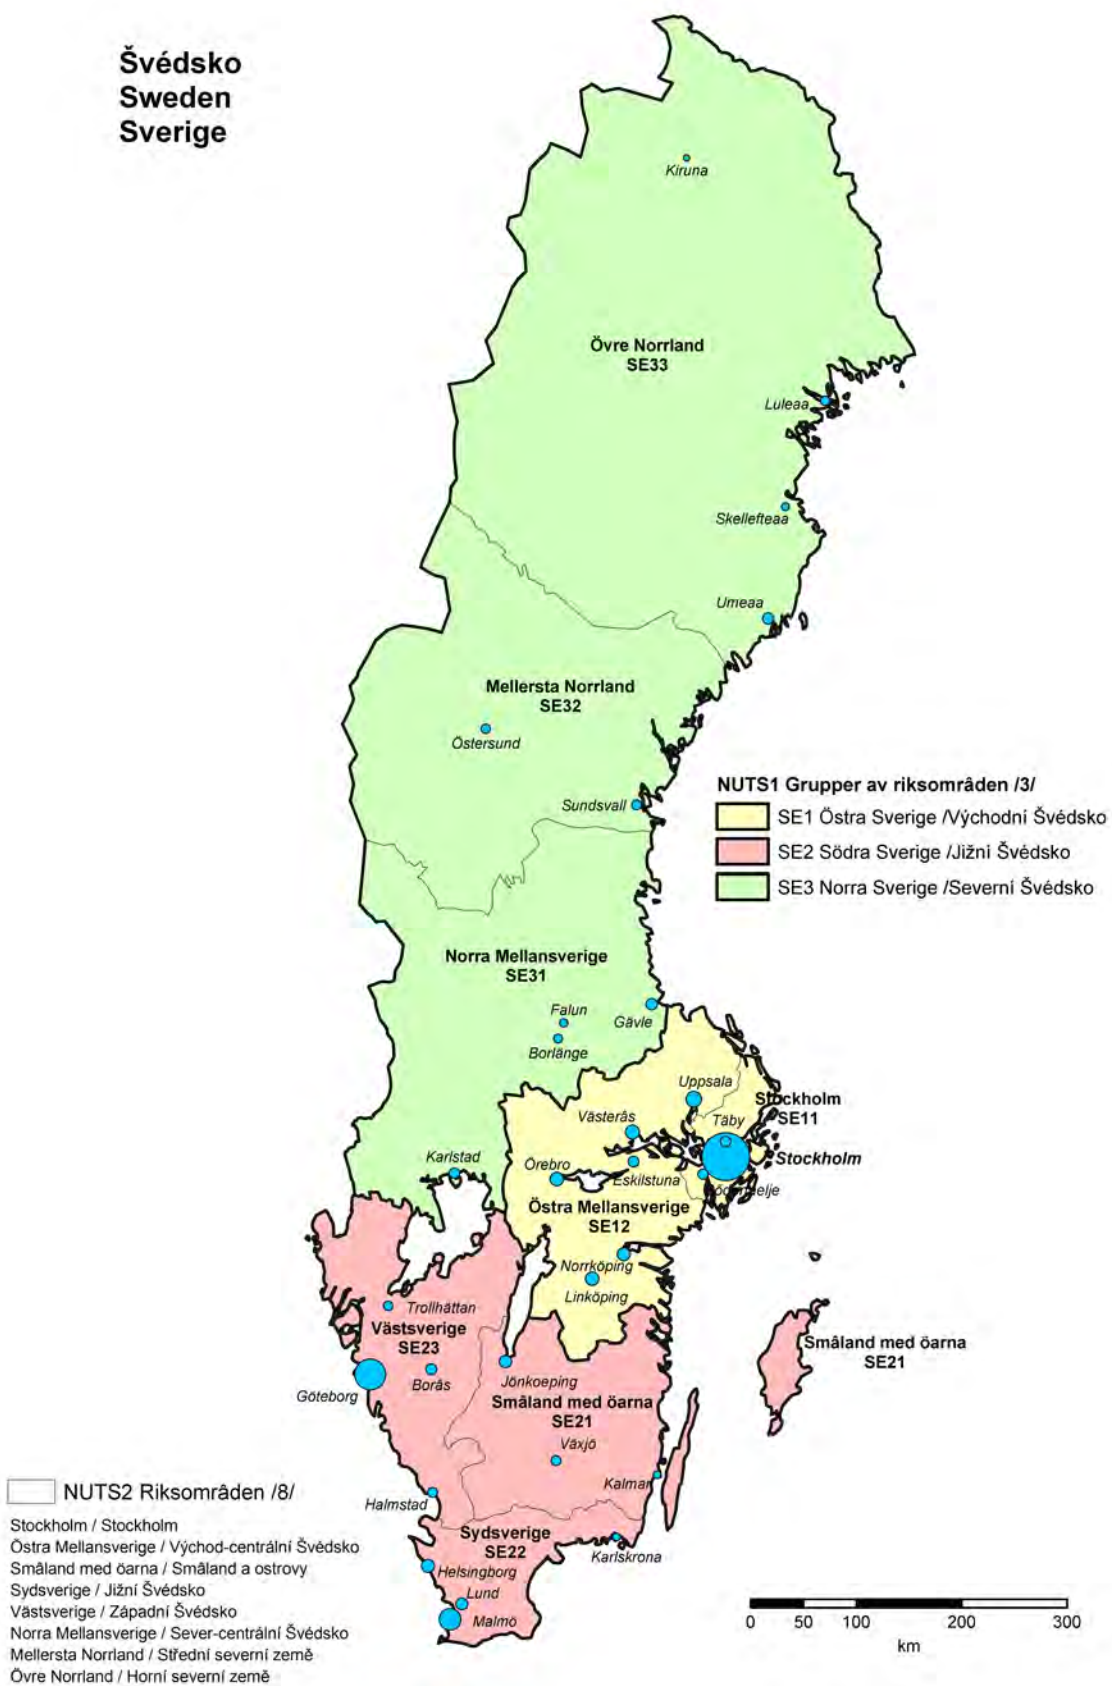 Švédsko
Sweden
Sverige
Kiruna
Övre Norrland
SE33
Luleaa
Skellefteaa
Umeaa
Mellersta Norrland
SE32
Östersund
Sundsvall
NUTS1 Grupper av riksområden /3/
SE1 Östra Sverige /Východní Švédsko
SE2 Södra Sverige /Jižní Švédsko
SE3 Norra Sverige /Severní Švédsko
Norra Mellansverige
SE31
Falun
Gävle
Borlänge
Uppsala
Stockholm
SE11
Västerås
Täby
Stockholm
Karlstad
Örebro
Eskilstuna
Östra Mellansverige
SE12
Norrköping
Linköping
Trollhättan
Västsverige
SE23
Småland med öarna
SE21
Göteborg
Borås
Jönkoeping
Småland med öarna
SE21
Växjö
Kalmar
Halmstad
Sydsverige
SE22
Karlskrona
Helsingborg
Lund
Malmö
NUTS2 Riksområden /8/
Stockholm / Stockholm
Östra Mellansverige / Východ-centrální Švédsko
Småland med öarna / Småland a ostrovy
Sydsverige / Jižní Švédsko
Västsverige / Západní Švédsko
Norra Mellansverige / Sever-centrální Švédsko
Mellersta Norrland / Střední severní země
Övre Norrland / Horní severní země
0 50 100 200 300
km